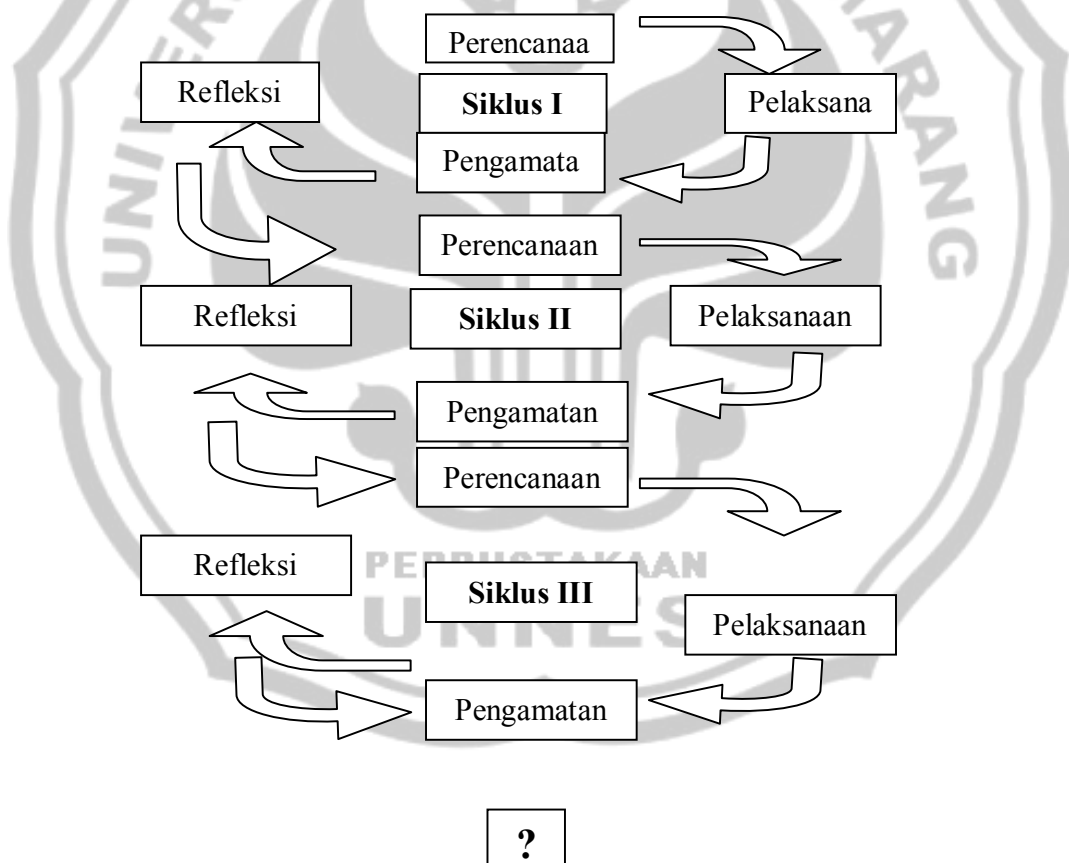 Perencanaa
Refleksi
Siklus I
Pelaksana
Pengamata
Perencanaan
Refleksi
Siklus II
Pelaksanaan
Pengamatan
Perencanaan
Refleksi
Siklus III
Pelaksanaan
Pengamatan
?
PERPUSTAKAAN
UNNES